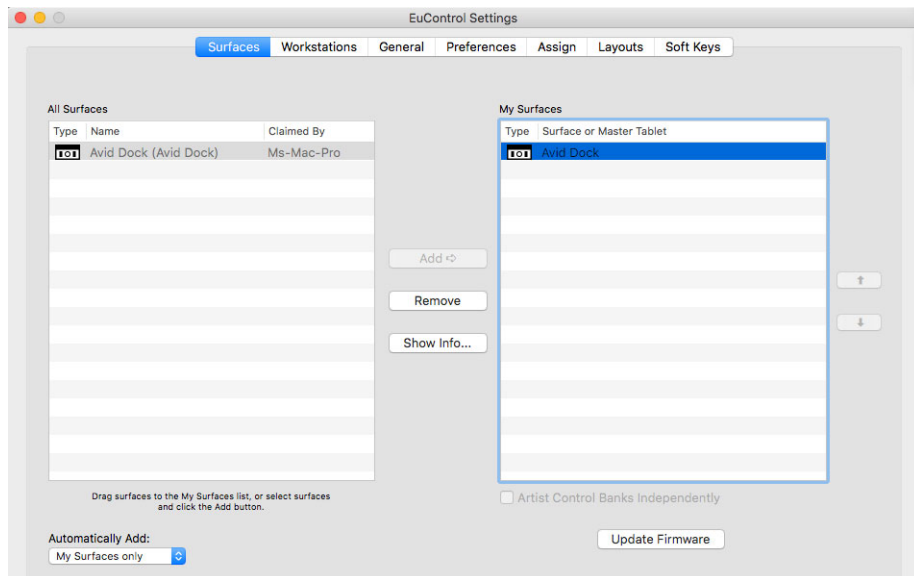 EuControl Settings
Surfaces Workstations General Preferences Assign Layouts Soft Keys
All Surfaces
Type Name Claimed By
Avid Dock (Avid Dock) Ms-Mac-Pro
Add
Remove
Show Info...
My Surfaces
Type Surface or Master Tablet
Avid Dock
Drag surfaces to the My Surfaces list, or select surfaces
and click the Add button.
Artist Control Banks Independently
Automatically Add:
My Surfaces only
Update Firmware